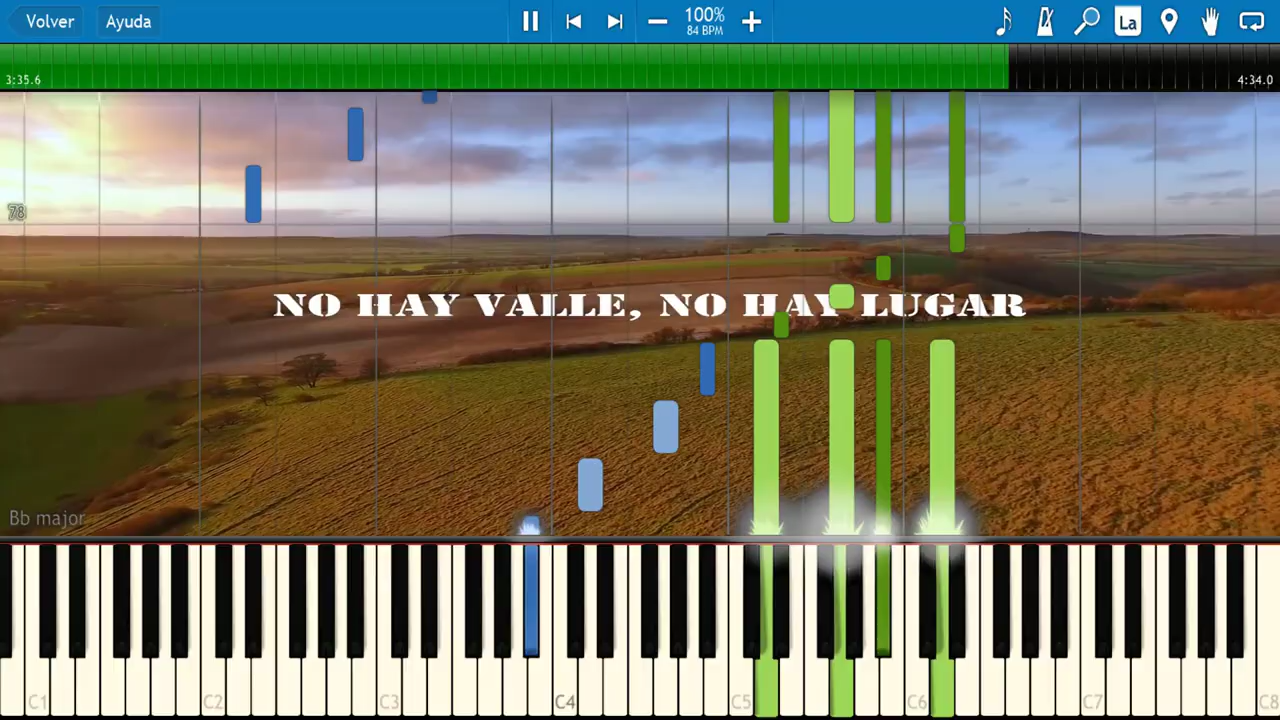 Volver
Ayuda
100%
84 BPM
La
3:35.6
4:34.0
78
NO HAY VALLE, NO HAY LUGAR
Bb major
C1
C2
C3
C4
C5
C6
C7
C8